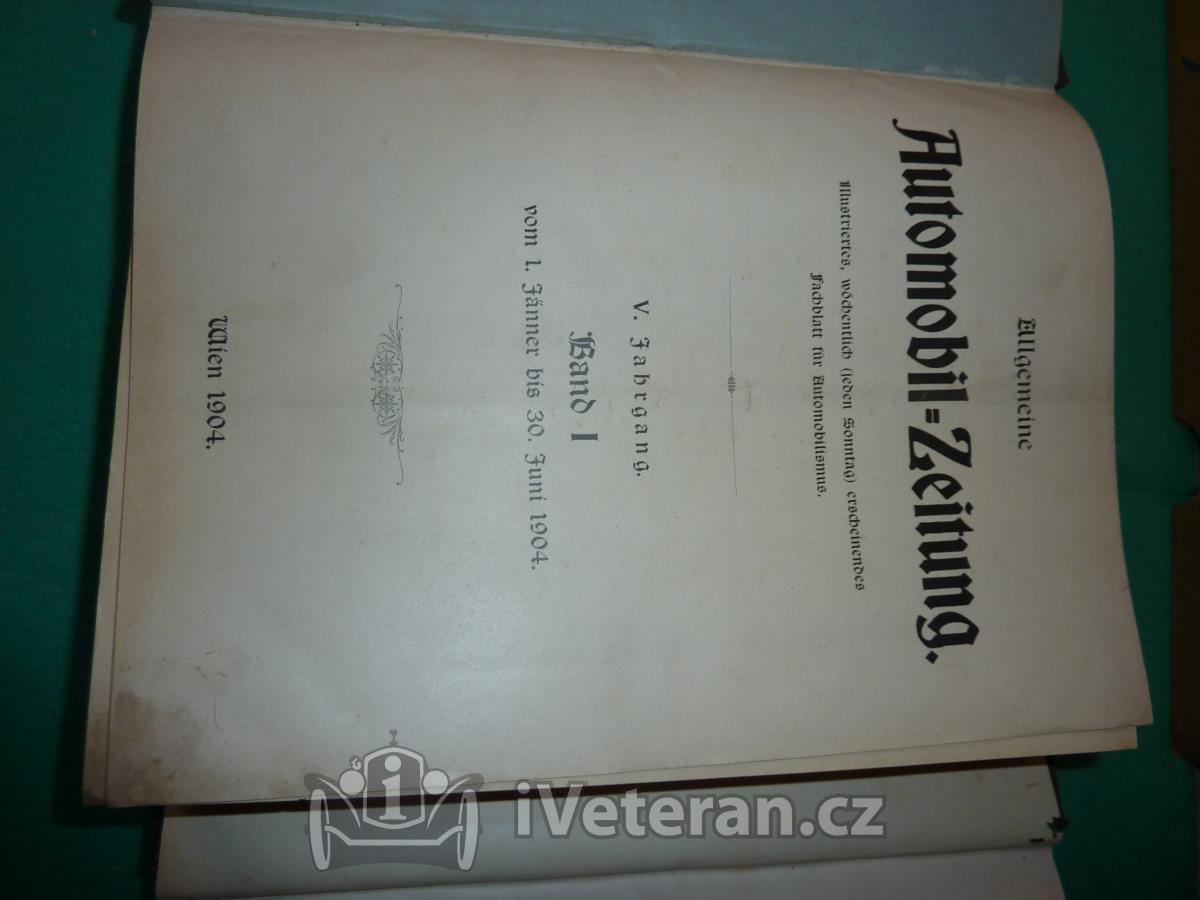 Allgemeine
Automobil=Zeitung.
Illustriertes, wöchentlich (jeden Sonntag) erscheinendes
Fachblatt für Automobilismus.
V. Jahrgang.
Band I
vom 1. Jänner bis 30. Juni 1904.
Wien 1904.
i
iVeteran.cz